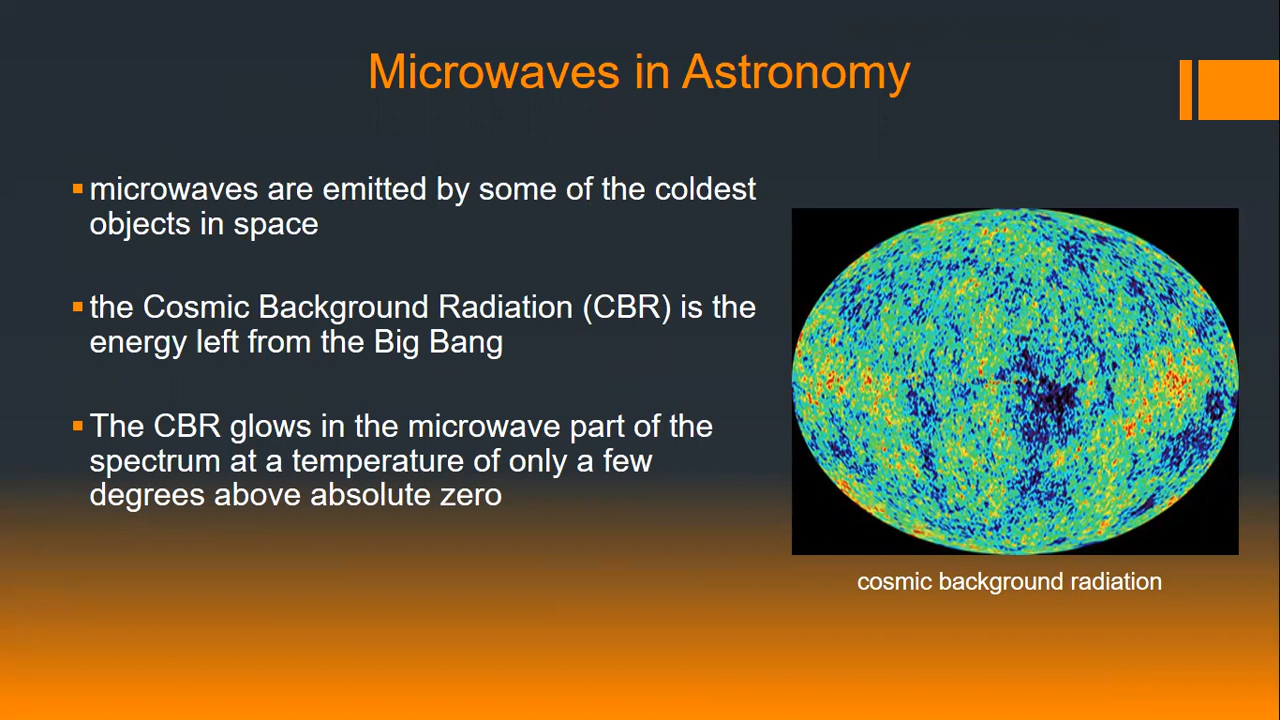 Microwaves in Astronomy
microwaves are emitted by some of the coldest
objects in space
the Cosmic Background Radiation (CBR) is the
energy left from the Big Bang
The CBR glows in the microwave part of the
spectrum at a temperature of only a few
degrees above absolute zero
cosmic background radiation